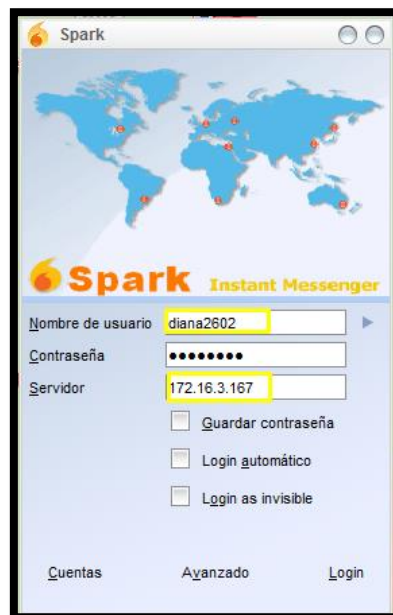 Spark
Spark Instant Messenger
Nombre de usuario diana2602
Contraseña ●●●●●●●●
Servidor 172.16.3.167
Guardar contraseña
Login automático
Login as invisible
Cuentas Avanzado Login